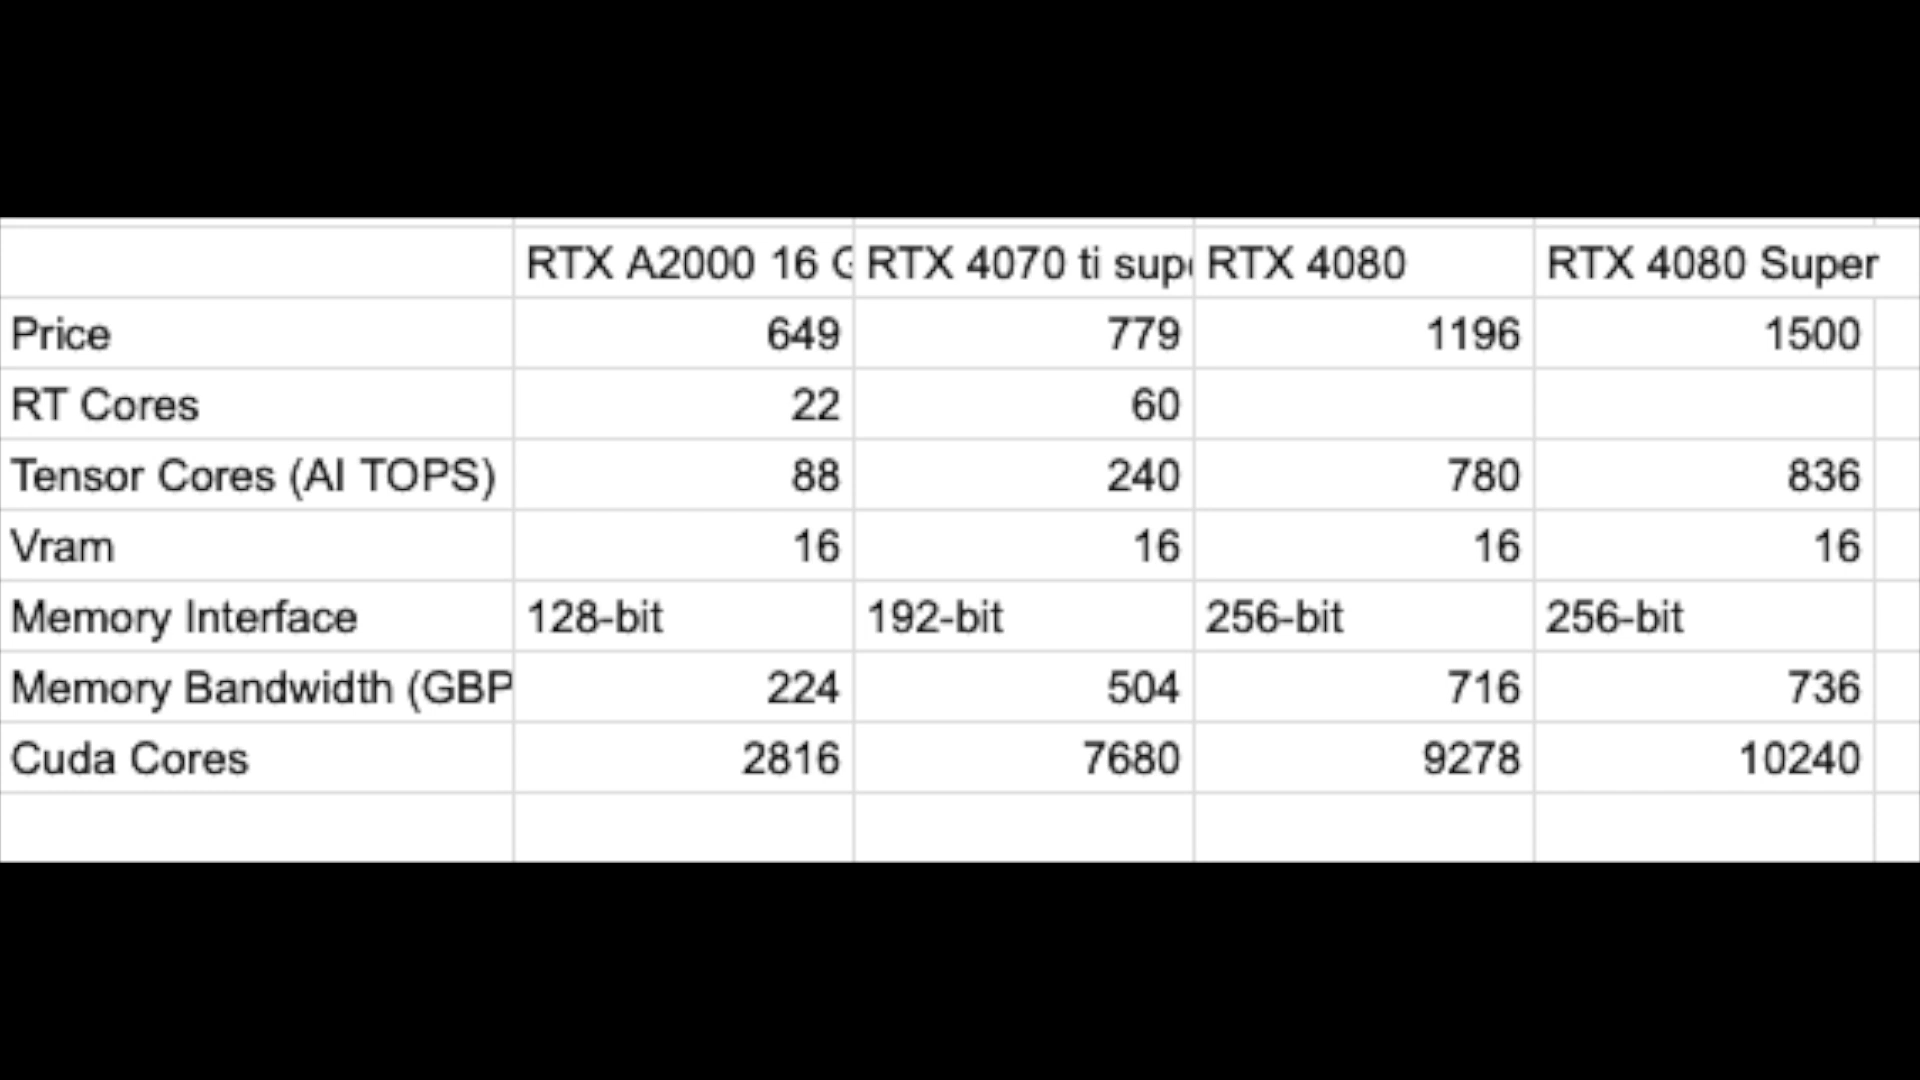 RTX A2000 16 G RTX 4070 ti supe RTX 4080 RTX 4080 Super
Price 649 779 1196 1500
RT Cores 22 60
Tensor Cores (AI TOPS) 88 240 780 836
Vram 16 16 16 16
Memory Interface 128-bit 192-bit 256-bit 256-bit
Memory Bandwidth (GBP 224 504 716 736
Cuda Cores 2816 7680 9278 10240